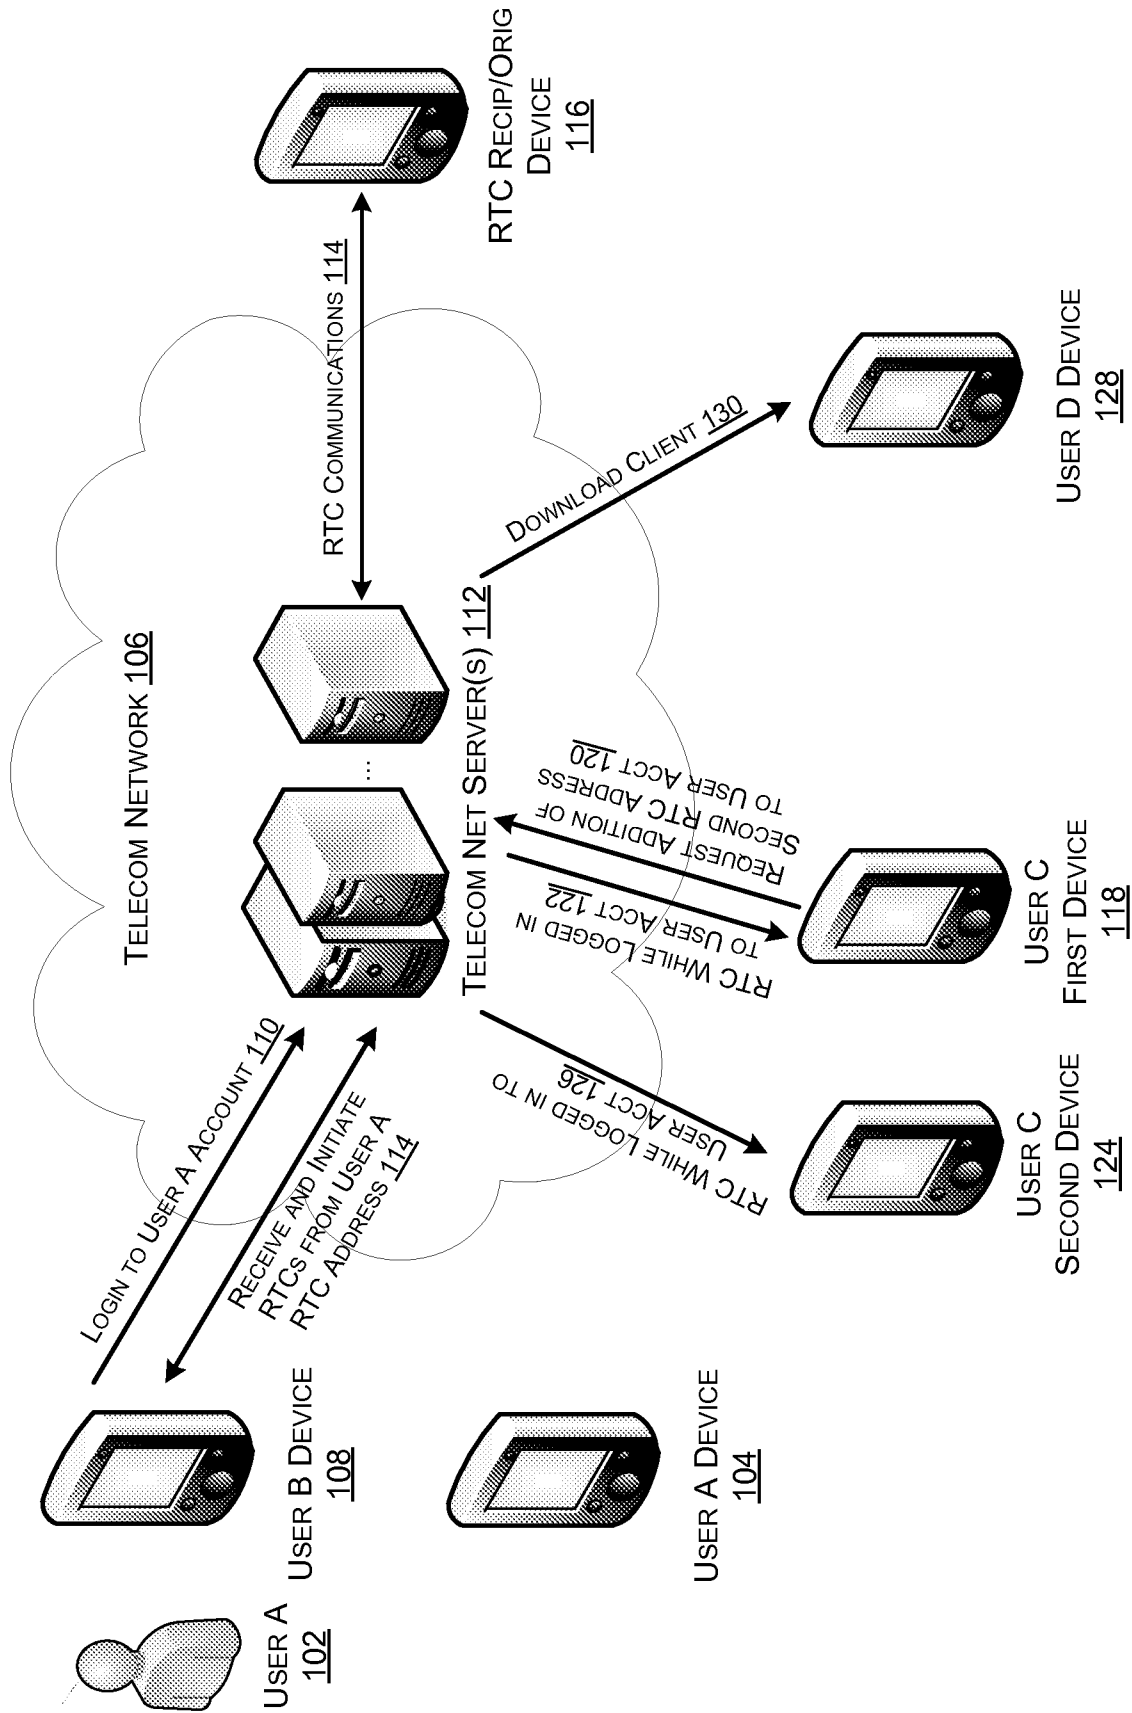 TELECOM NETWORK 106
LOGIN TO USER A ACCOUNT 110
RECEIVE AND INITIATE
RTCS FROM USER A
RTC ADDRESS 114
RTC COMMUNICATIONS 114
RTC RECIP/ORIG
DEVICE
116
TELECOM NET SERVER(S) 112
USER A
102
USER B DEVICE
108
USER A DEVICE
104
RTC WHILE LOGGED IN TO
USER ACCT 126
RTC WHILE LOGGED IN
TO USER ACCT 122
REQUEST ADDITION OF
SECOND RTC ADDRESS
TO USER ACCT 120
DOWNLOAD CLIENT 130
USER C
SECOND DEVICE
124
USER C
FIRST DEVICE
118
USER D DEVICE
128